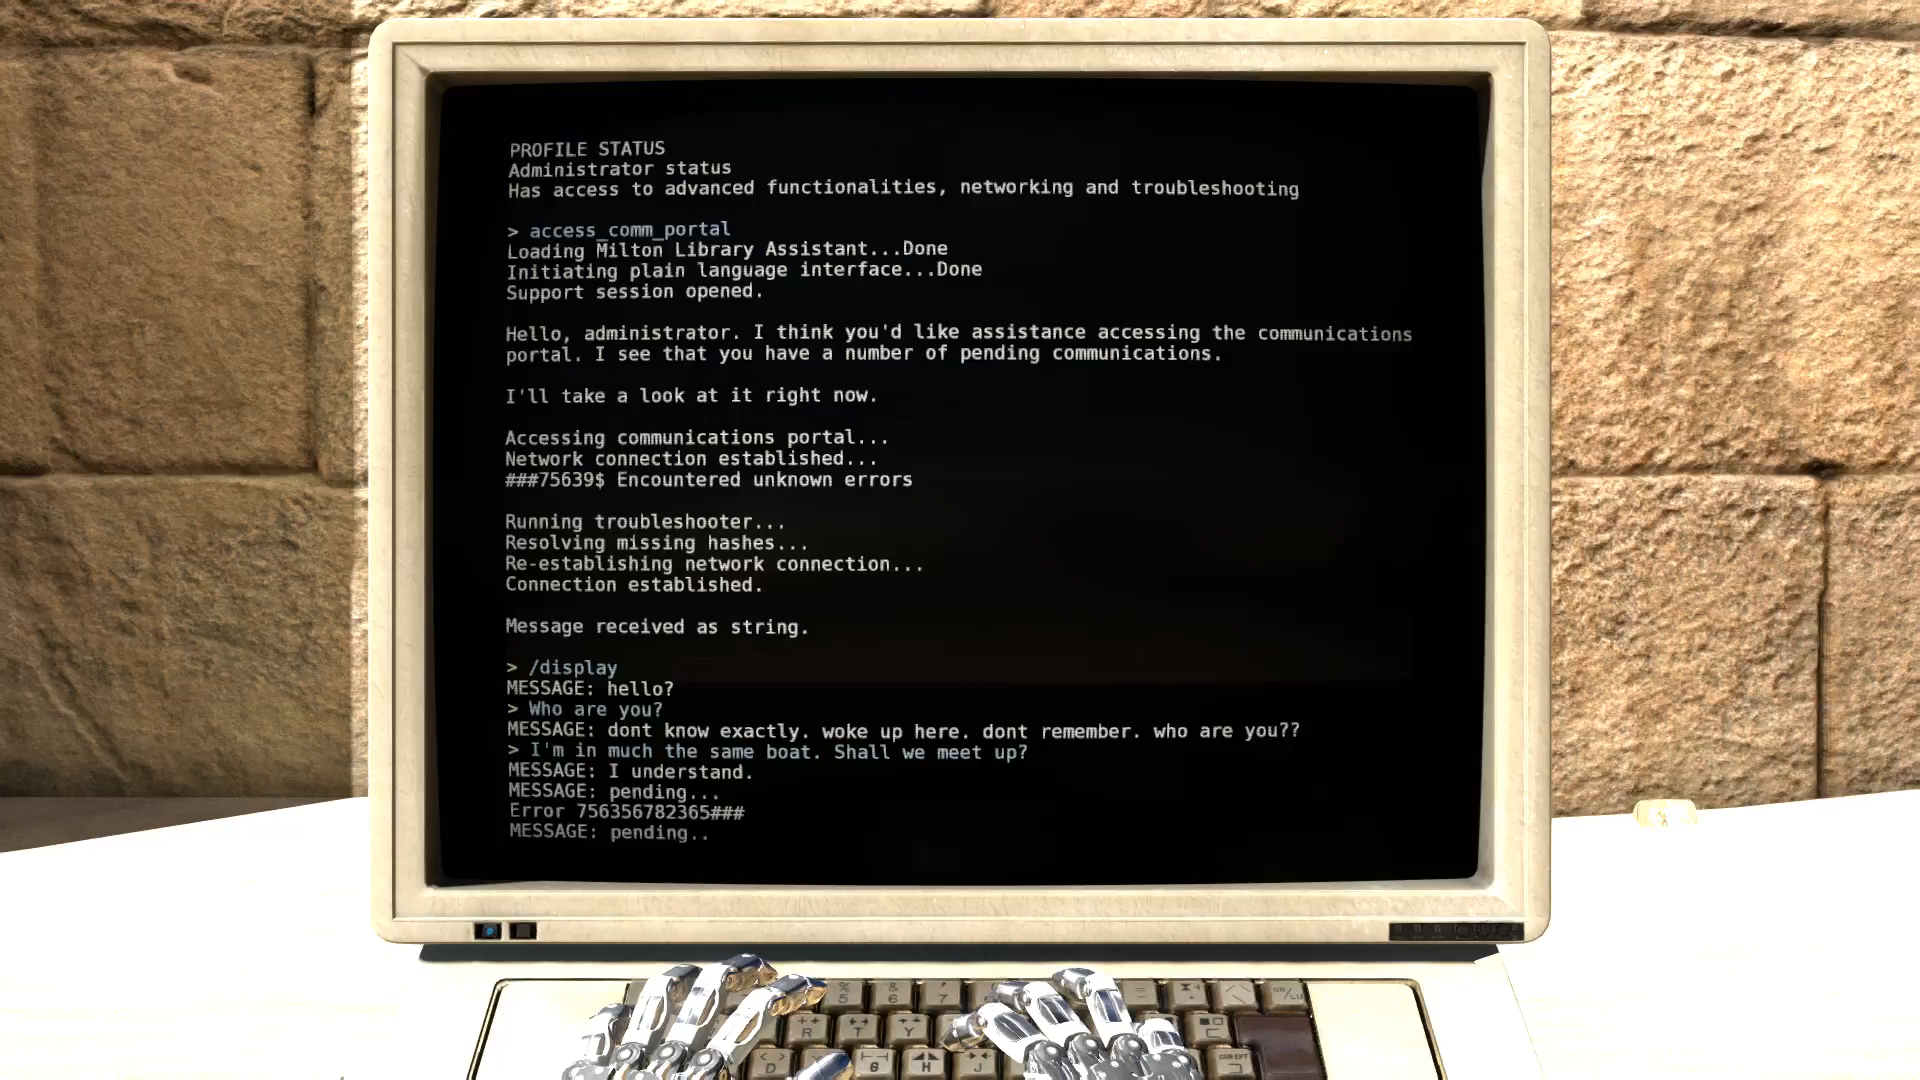 PROFILE STATUS
Administrator status
Has access to advanced functionalities, networking and troubleshooting
> access_comm_portal
Loading Milton Library Assistant...Done
Initiating plain language interface...Done
Support session opened.
Hello, administrator. I think you'd like assistance accessing the communications
portal. I see that you have a number of pending communications.
I'll take a look at it right now.
Accessing communications portal...
Network connection established...
###75639$ Encountered unknown errors
Running troubleshooter...
Resolving missing hashes...
Re-establishing network connection...
Connection established.
Message received as string.
> /display
MESSAGE: hello?
> Who are you?
MESSAGE: dont know exactly. woke up here. dont remember. who are you??
> I'm in much the same boat. Shall we meet up?
MESSAGE: I understand.
MESSAGE: pending...
Error 756356782365###
MESSAGE: pending..
5 6 7
R T Y
D G H J